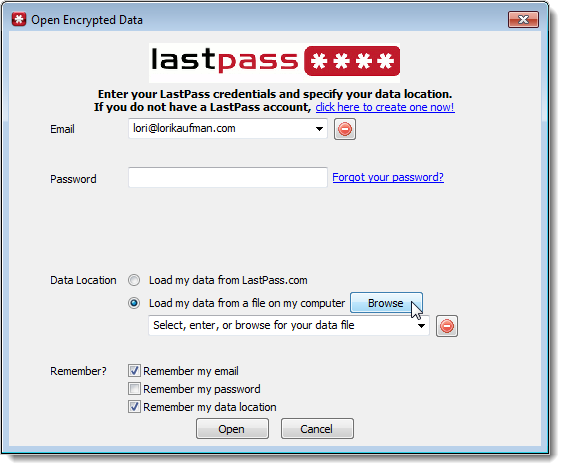 Open Encrypted Data
lastpass ****
Enter your LastPass credentials and specify your data location.
If you do not have a LastPass account, click here to create one now!
Email lori@lorikaufman.com
Password Forgot your password?
Data Location Load my data from LastPass.com
Load my data from a file on my computer Browse
Select, enter, or browse for your data file
Remember? Remember my email
Remember my password
Remember my data location
Open Cancel